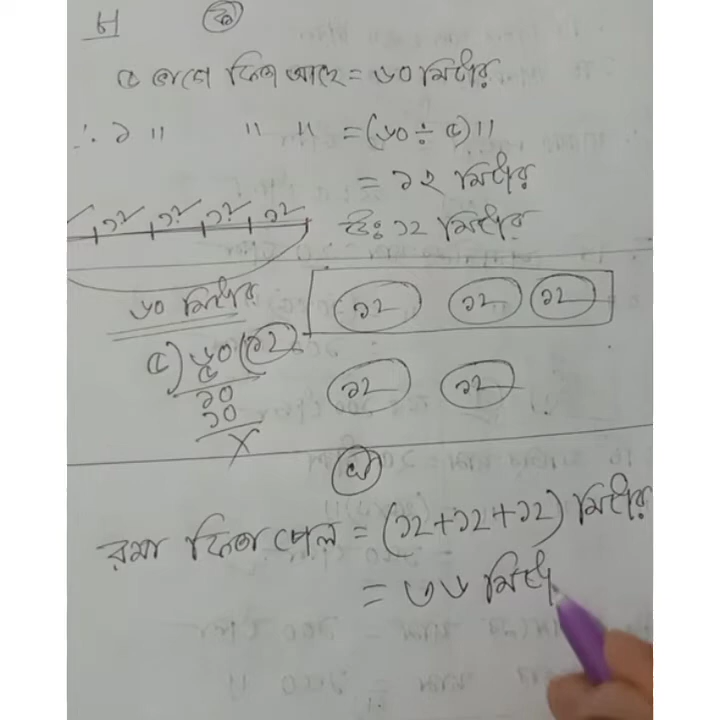 ৪ ক
৫ ভাগে ফিতা আছে = ৬০ মিটার
∴ ১ " " " = (৬০ ÷ ৫) "
= ১২ মিটার
১২ ১২ ১২ ১২
উঃ ১২ মিটার
৬০ মিটার
১২ ১২ ১২
৫) ৬০ (১২
৫
১০
১০
×
১২ ১২
খ
রমা ফিতা পেল = (১২+১২+১২) মিটার
= ৩৬ মিটা